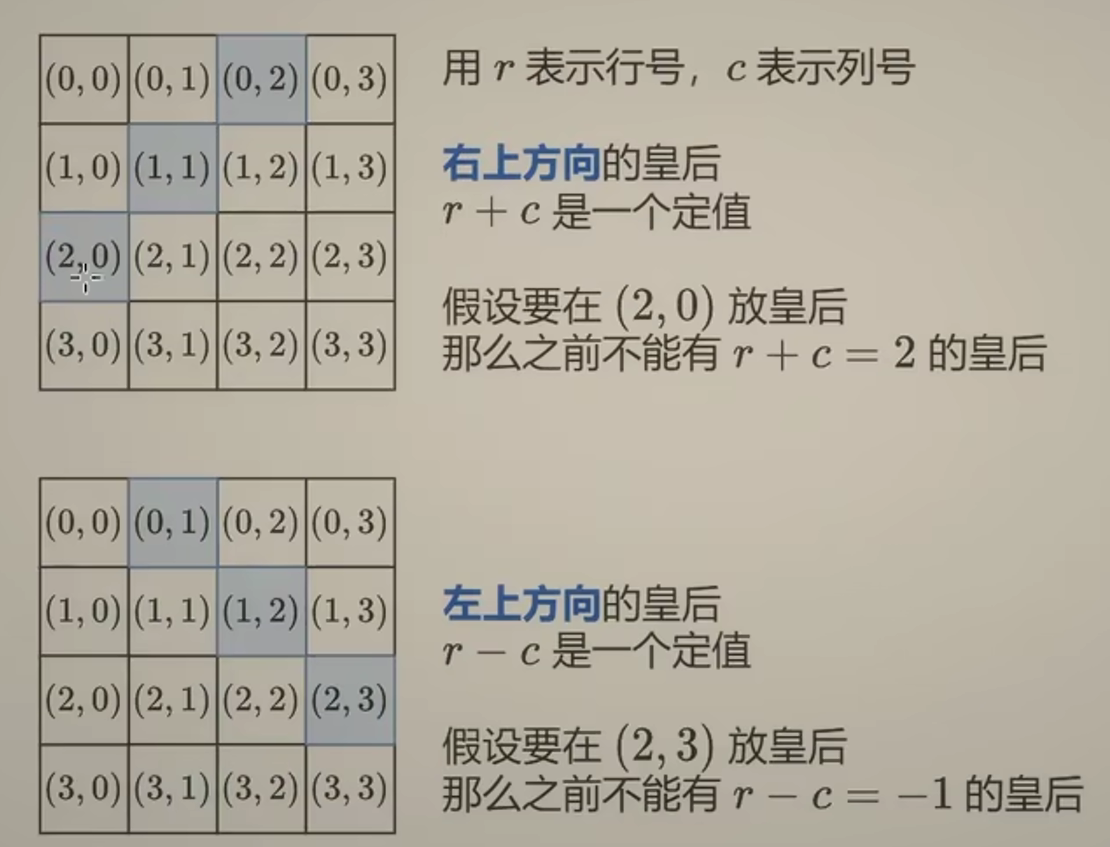 (0, 0) (0, 1) (0, 2) (0, 3)
用 r 表示行号，c 表示列号
(1, 0) (1, 1) (1, 2) (1, 3)
右上方向的皇后
r + c 是一个定值
(2, 0) (2, 1) (2, 2) (2, 3)
假设要在 (2, 0) 放皇后
(3, 0) (3, 1) (3, 2) (3, 3)
那么之前不能有 r + c = 2 的皇后
(0, 0) (0, 1) (0, 2) (0, 3)
(1, 0) (1, 1) (1, 2) (1, 3)
左上方向的皇后
r − c 是一个定值
(2, 0) (2, 1) (2, 2) (2, 3)
假设要在 (2, 3) 放皇后
(3, 0) (3, 1) (3, 2) (3, 3)
那么之前不能有 r − c = −1 的皇后